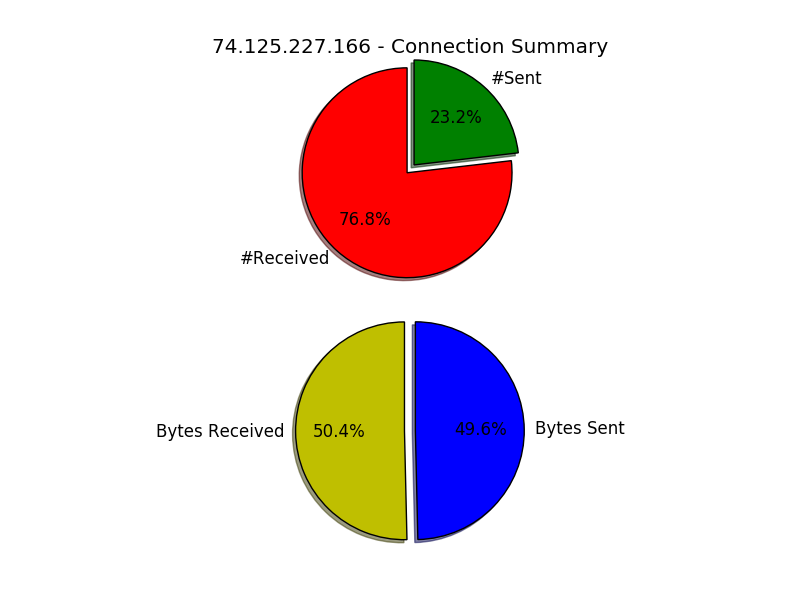 74.125.227.166 - Connection Summary
#Sent
23.2%
76.8%
#Received
Bytes Received
50.4%
49.6%
Bytes Sent